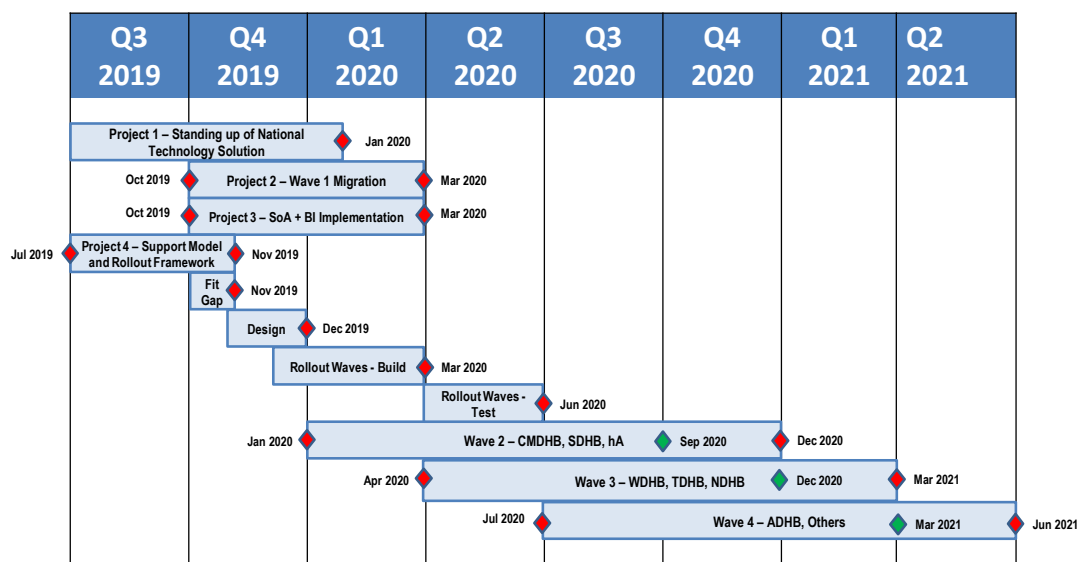 Q3 2019
Q4 2019
Q1 2020
Q2 2020
Q3 2020
Q4 2020
Q1 2021
Q2 2021
Project 1 – Standing up of National
Technology Solution
Jan 2020
Oct 2019
Project 2 – Wave 1 Migration
Mar 2020
Oct 2019
Project 3 – SoA + BI Implementation
Mar 2020
Jul 2019
Project 4 – Support Model
and Rollout Framework
Nov 2019
Fit
Gap
Nov 2019
Design
Dec 2019
Rollout Waves - Build
Mar 2020
Rollout Waves -
Test
Jun 2020
Jan 2020
Wave 2 – CMDHB, SDHB, hA
Sep 2020
Dec 2020
Apr 2020
Wave 3 – WDHB, TDHB, NDHB
Dec 2020
Mar 2021
Jul 2020
Wave 4 – ADHB, Others
Mar 2021
Jun 2021